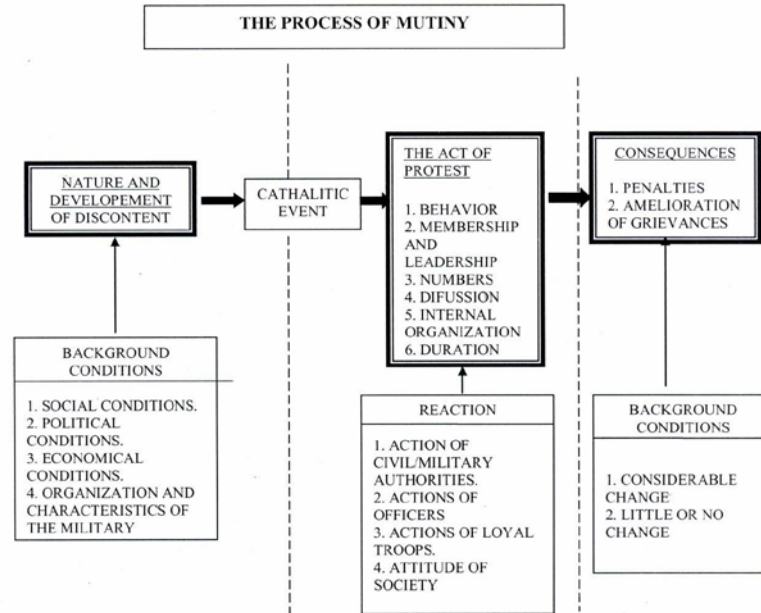 THE PROCESS OF MUTINY
NATURE AND
DEVELOPEMENT
OF DISCONTENT
CATHALITIC
EVENT
THE ACT OF
PROTEST
1. BEHAVIOR
2. MEMBERSHIP
AND
LEADERSHIP
3. NUMBERS
4. DIFUSSION
5. INTERNAL
ORGANIZATION
6. DURATION
CONSEQUENCES
1. PENALTIES
2. AMELIORATION
OF GRIEVANCES
BACKGROUND
CONDITIONS
1. SOCIAL CONDITIONS.
2. POLITICAL
CONDITIONS.
3. ECONOMICAL
CONDITIONS.
4. ORGANIZATION AND
CHARACTERISTICS OF
THE MILITARY
REACTION
1. ACTION OF
CIVIL/MILITARY
AUTHORITIES.
2. ACTIONS OF
OFFICERS
3. ACTIONS OF LOYAL
TROOPS.
4. ATTITUDE OF
SOCIETY
BACKGROUND
CONDITIONS
1. CONSIDERABLE
CHANGE
2. LITTLE OR NO
CHANGE